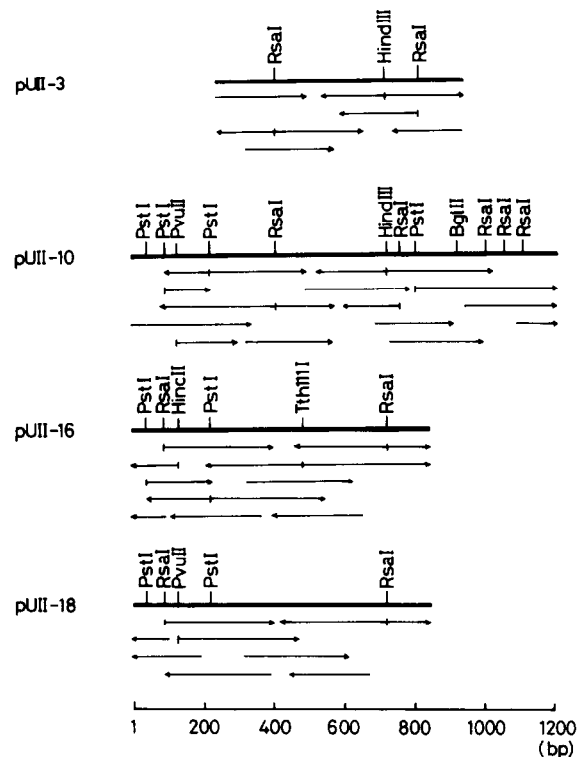 RsaI HindIII RsaI
pUII-3
PstI PstI PvuII PstI RsaI HindIII RsaI PstI BglII RsaI RsaI RsaI
pUII-10
PstI RsaI HincII PstI Tth111I RsaI
pUII-16
PstI RsaI PvuII PstI RsaI
pUII-18
1 200 400 600 800 1000 1200
(bp)